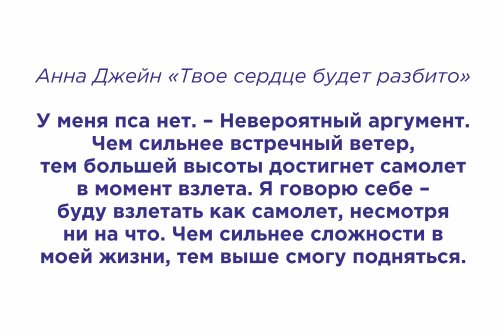 Анна Джейн «Твое сердце будет разбито»
У меня пса нет. – Невероятный аргумент.
Чем сильнее встречный ветер,
тем большей высоты достигнет самолет
в момент взлета. Я говорю себе –
буду взлетать как самолет, несмотря
ни на что. Чем сильнее сложности в
моей жизни, тем выше смогу подняться.